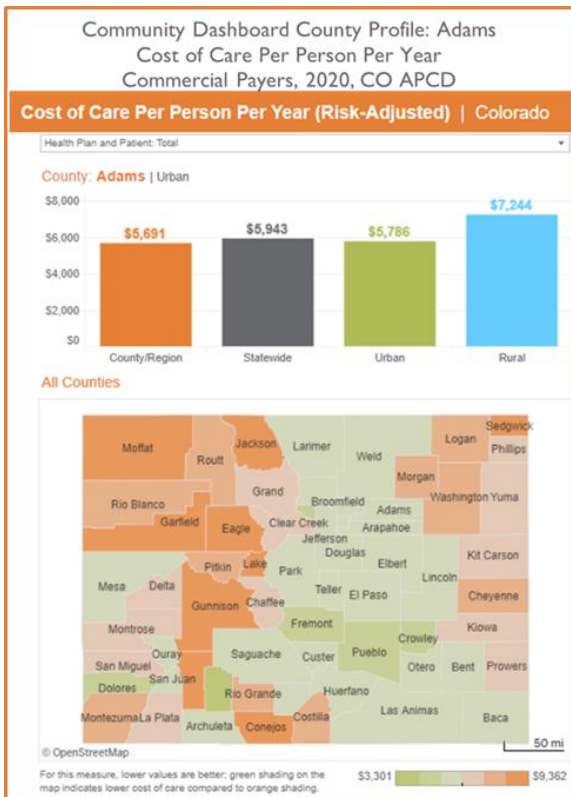 Community Dashboard County Profile: Adams
Cost of Care Per Person Per Year
Commercial Payers, 2020, CO APCD
Cost of Care Per Person Per Year (Risk-Adjusted) | Colorado
Health Plan and Patient: Total
County: Adams | Urban
$8,000
$6,000
$4,000
$2,000
$0
$5,691
$5,943
$5,786
$7,244
County/Region
Statewide
Urban
Rural
All Counties
Moffat
Routt
Jackson
Larimer
Weld
Logan
Sedgwick
Phillips
Rio Blanco
Grand
Morgan
Washington
Yuma
Broomfield
Adams
Garfield
Eagle
Clear Creek
Arapahoe
Jefferson
Douglas
Elbert
Kit Carson
Pitkin
Lake
Park
Lincoln
Mesa
Delta
Teller
El Paso
Cheyenne
Gunnison
Chaffee
Fremont
Kiowa
Montrose
Crowley
Pueblo
Ouray
Saguache
Custer
Otero
Bent
Prowers
San Miguel
San Juan
Dolores
Rio Grande
Huerfano
Montezuma
La Plata
Archuleta
Conejos
Costilla
Las Animas
Baca
© OpenStreetMap
50 mi
For this measure, lower values are better; green shading on the
map indicates lower cost of care compared to orange shading.
$3,301
$9,362